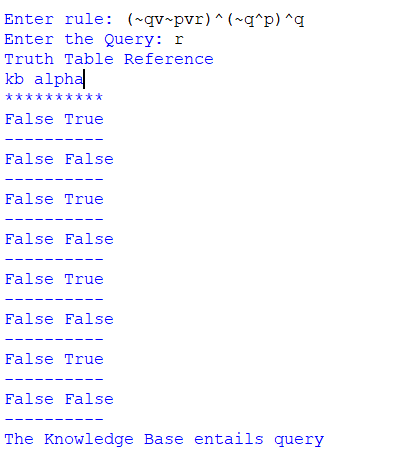 Enter rule: (~qv~pvr)^(~q^p)^q
Enter the Query: r
Truth Table Reference
kb alpha
**********
False True
----------
False False
----------
False True
----------
False False
----------
False True
----------
False False
----------
False True
----------
False False
----------
The Knowledge Base entails query